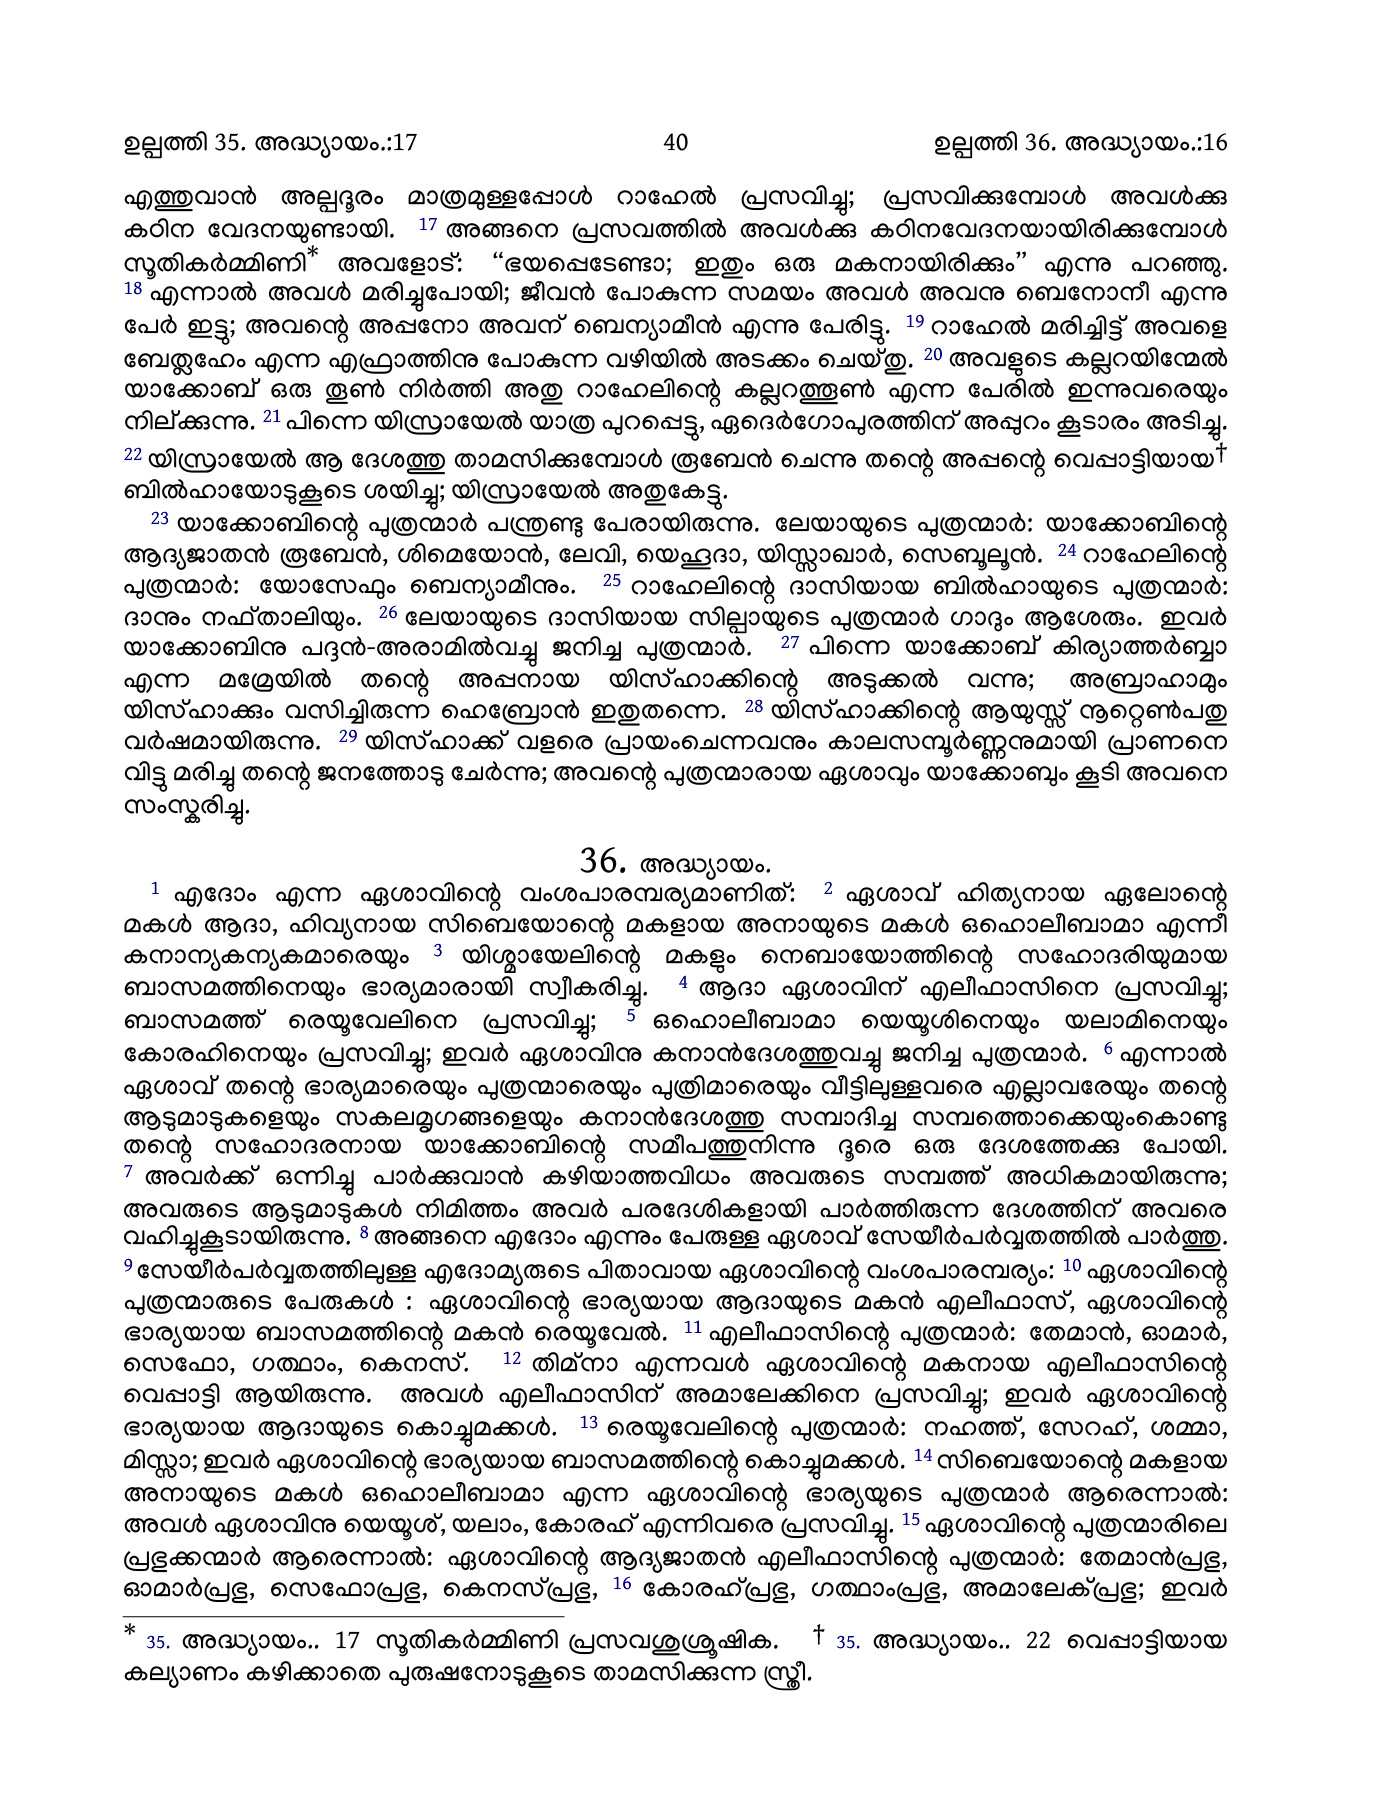 ഉല്പത്തി 35. അദ്ധ്യായം.:17 40 ഉല്പത്തി 36. അദ്ധ്യായം.:16
എത്തുവാൻ അല്പദൂരം മാത്രമുള്ളപ്പോൾ റാഹേൽ പ്രസവിച്ചു; പ്രസവിക്കുമ്പോൾ അവൾക്കു
കഠിന വേദനയുണ്ടായി. 17 അങ്ങനെ പ്രസവത്തിൽ അവൾക്കു കഠിനവേദനയായിരിക്കുമ്പോൾ
സൂതികർമ്മിണി* അവളോട്: “ഭയപ്പെടേണ്ടാ; ഇതും ഒരു മകനായിരിക്കും” എന്നു പറഞ്ഞു.
18 എന്നാൽ അവൾ മരിച്ചുപോയി; ജീവൻ പോകുന്ന സമയം അവൾ അവനു ബെനോനീ എന്നു
പേർ ഇട്ടു; അവന്റെ അപ്പനോ അവന് ബെന്യാമീൻ എന്നു പേരിട്ടു. 19 റാഹേൽ മരിച്ചിട്ട് അവളെ
ബേത്ലഹേം എന്ന എഫ്രാത്തിനു പോകുന്ന വഴിയിൽ അടക്കം ചെയ്തു. 20 അവളുടെ കല്ലറയിന്മേൽ
യാക്കോബ് ഒരു തൂൺ നിർത്തി അതു റാഹേലിന്റെ കല്ലറത്തൂൺ എന്ന പേരിൽ ഇന്നുവരെയും
നില്ക്കുന്നു. 21 പിന്നെ യിസ്രായേൽ യാത്ര പുറപ്പെട്ടു, ഏദെർഗോപുരത്തിന് അപ്പുറം കൂടാരം അടിച്ചു.
22 യിസ്രായേൽ ആ ദേശത്തു താമസിക്കുമ്പോൾ രൂബേൻ ചെന്നു തന്റെ അപ്പന്റെ വെപ്പാട്ടിയായ†
ബിൽഹായോടുകൂടെ ശയിച്ചു; യിസ്രായേൽ അതുകേട്ടു.
23 യാക്കോബിന്റെ പുത്രന്മാർ പന്ത്രണ്ടു പേരായിരുന്നു. ലേയായുടെ പുത്രന്മാർ: യാക്കോബിന്റെ
ആദ്യജാതൻ രൂബേൻ, ശിമെയോൻ, ലേവി, യെഹൂദാ, യിസ്സാഖാർ, സെബൂലൂൻ. 24 റാഹേലിന്റെ
പുത്രന്മാർ: യോസേഫും ബെന്യാമീനും. 25 റാഹേലിന്റെ ദാസിയായ ബിൽഹായുടെ പുത്രന്മാർ:
ദാനും നഫ്താലിയും. 26 ലേയായുടെ ദാസിയായ സില്പായുടെ പുത്രന്മാർ ഗാദും ആശേരും. ഇവർ
യാക്കോബിനു പദ്ദൻ-അരാമിൽവച്ചു ജനിച്ച പുത്രന്മാർ. 27 പിന്നെ യാക്കോബ് കിര്യാത്തർബ്ബാ
എന്ന മമ്രേയിൽ തന്റെ അപ്പനായ യിസ്ഹാക്കിന്റെ അടുക്കൽ വന്നു; അബ്രാഹാമും
യിസ്ഹാക്കും വസിച്ചിരുന്ന ഹെബ്രോൻ ഇതുതന്നെ. 28 യിസ്ഹാക്കിന്റെ ആയുസ്സ് നൂറ്റെൺപതു
വർഷമായിരുന്നു. 29 യിസ്ഹാക്ക് വളരെ പ്രായംചെന്നവനും കാലസമ്പൂർണ്ണനുമായി പ്രാണനെ
വിട്ടു മരിച്ചു തന്റെ ജനത്തോടു ചേർന്നു; അവന്റെ പുത്രന്മാരായ ഏശാവും യാക്കോബും കൂടി അവനെ
സംസ്കരിച്ചു.
36. അദ്ധ്യായം.
1 എദോം എന്ന ഏശാവിന്റെ വംശപാരമ്പര്യമാണിത്: 2 ഏശാവ് ഹിത്യനായ ഏലോന്റെ
മകൾ ആദാ, ഹിവ്യനായ സിബെയോന്റെ മകളായ അനായുടെ മകൾ ഒഹൊലീബാമാ എന്നീ
കനാന്യകന്യകമാരെയും 3 യിശ്മായേലിന്റെ മകളും നെബായോത്തിന്റെ സഹോദരിയുമായ
ബാസമത്തിനെയും ഭാര്യമാരായി സ്വീകരിച്ചു. 4 ആദാ ഏശാവിന് എലീഫാസിനെ പ്രസവിച്ചു;
ബാസമത്ത് രെയൂവേലിനെ പ്രസവിച്ചു; 5 ഒഹൊലീബാമാ യെയൂശിനെയും യലാമിനെയും
കോരഹിനെയും പ്രസവിച്ചു; ഇവർ ഏശാവിനു കനാൻദേശത്തുവച്ചു ജനിച്ച പുത്രന്മാർ. 6 എന്നാൽ
ഏശാവ് തന്റെ ഭാര്യമാരെയും പുത്രന്മാരെയും പുത്രിമാരെയും വീട്ടിലുള്ളവരെ എല്ലാവരേയും തന്റെ
ആടുമാടുകളെയും സകലമൃഗങ്ങളെയും കനാൻദേശത്തു സമ്പാദിച്ച സമ്പത്തൊക്കെയുംകൊണ്ടു
തന്റെ സഹോദരനായ യാക്കോബിന്റെ സമീപത്തുനിന്നു ദൂരെ ഒരു ദേശത്തേക്കു പോയി.
7 അവർക്ക് ഒന്നിച്ചു പാർക്കുവാൻ കഴിയാത്തവിധം അവരുടെ സമ്പത്ത് അധികമായിരുന്നു;
അവരുടെ ആടുമാടുകൾ നിമിത്തം അവർ പരദേശികളായി പാർത്തിരുന്ന ദേശത്തിന് അവരെ
വഹിച്ചുകൂടായിരുന്നു. 8 അങ്ങനെ എദോം എന്നും പേരുള്ള ഏശാവ് സേയീർപർവ്വതത്തിൽ പാർത്തു.
9 സേയീർപർവ്വതത്തിലുള്ള എദോമ്യരുടെ പിതാവായ ഏശാവിന്റെ വംശപാരമ്പര്യം: 10 ഏശാവിന്റെ
പുത്രന്മാരുടെ പേരുകൾ : ഏശാവിന്റെ ഭാര്യയായ ആദായുടെ മകൻ എലീഫാസ്, ഏശാവിന്റെ
ഭാര്യയായ ബാസമത്തിന്റെ മകൻ രെയൂവേൽ. 11 എലീഫാസിന്റെ പുത്രന്മാർ: തേമാൻ, ഓമാർ,
സെഫോ, ഗത്ഥാം, കെനസ്. 12 തിമ്നാ എന്നവൾ ഏശാവിന്റെ മകനായ എലീഫാസിന്റെ
വെപ്പാട്ടി ആയിരുന്നു. അവൾ എലീഫാസിന് അമാലേക്കിനെ പ്രസവിച്ചു; ഇവർ ഏശാവിന്റെ
ഭാര്യയായ ആദായുടെ കൊച്ചുമക്കൾ. 13 രെയൂവേലിന്റെ പുത്രന്മാർ: നഹത്ത്, സേറഹ്, ശമ്മാ,
മിസ്സാ; ഇവർ ഏശാവിന്റെ ഭാര്യയായ ബാസമത്തിന്റെ കൊച്ചുമക്കൾ. 14 സിബെയോന്റെ മകളായ
അനായുടെ മകൾ ഒഹൊലീബാമാ എന്ന ഏശാവിന്റെ ഭാര്യയുടെ പുത്രന്മാർ ആരെന്നാൽ:
അവൾ ഏശാവിനു യെയൂശ്, യലാം, കോരഹ് എന്നിവരെ പ്രസവിച്ചു. 15 ഏശാവിന്റെ പുത്രന്മാരിലെ
പ്രഭുക്കന്മാർ ആരെന്നാൽ: ഏശാവിന്റെ ആദ്യജാതൻ എലീഫാസിന്റെ പുത്രന്മാർ: തേമാൻപ്രഭു,
ഓമാർപ്രഭു, സെഫോപ്രഭു, കെനസ്പ്രഭു, 16 കോരഹ്പ്രഭു, ഗത്ഥാംപ്രഭു, അമാലേക്പ്രഭു; ഇവർ
* 35. അദ്ധ്യായം.. 17 സൂതികർമ്മിണി പ്രസവശുശ്രൂഷിക. † 35. അദ്ധ്യായം.. 22 വെപ്പാട്ടിയായ
കല്യാണം കഴിക്കാതെ പുരുഷനോടുകൂടെ താമസിക്കുന്ന സ്ത്രീ.